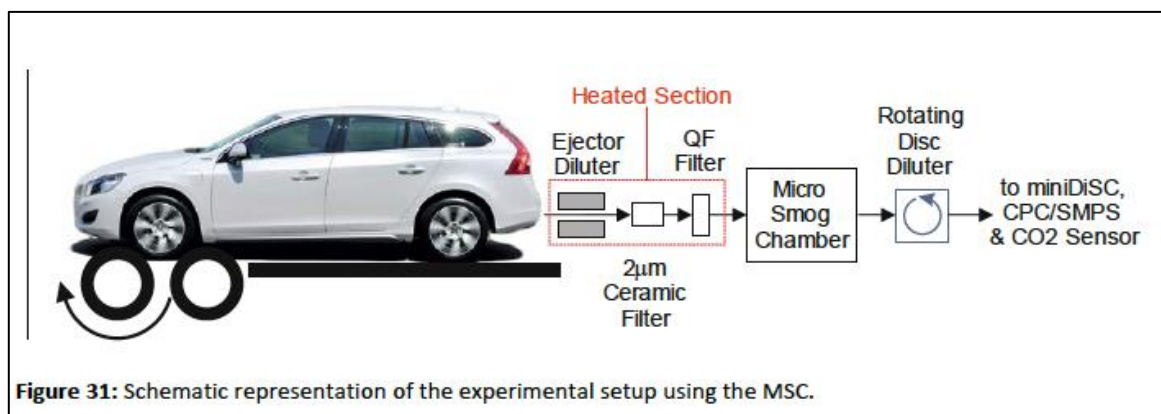 Heated Section
Ejector
Diluter
QF
Filter
2μm
Ceramic
Filter
Micro
Smog
Chamber
Rotating
Disc
Diluter
to miniDiSC,
CPC/SMPS
& CO2 Sensor
Figure 31: Schematic representation of the experimental setup using the MSC.